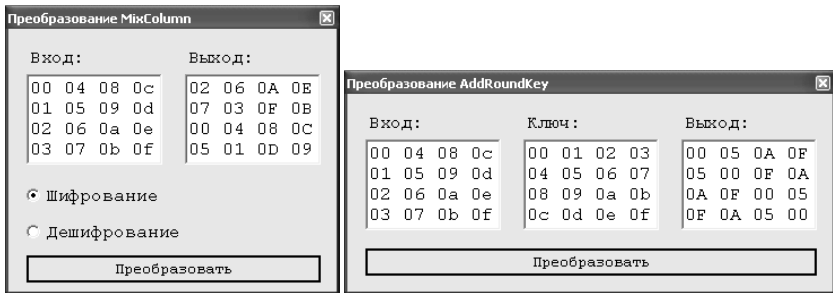 Преобразование MixColumn
Вход: Выход:
00 04 08 0c 02 06 0A 0E
01 05 09 0d 07 03 0F 0B
02 06 0a 0e 00 04 08 0C
03 07 0b 0f 05 01 0D 09
Шифрование
Дешифрование
Преобразовать
Преобразование AddRoundKey
Вход: Ключ: Выход:
00 04 08 0c 00 01 02 03 00 05 0A 0F
01 05 09 0d 04 05 06 07 05 00 0F 0A
02 06 0a 0e 08 09 0a 0b 0A 0F 00 05
03 07 0b 0f 0c 0d 0e 0f 0F 0A 05 00
Преобразовать